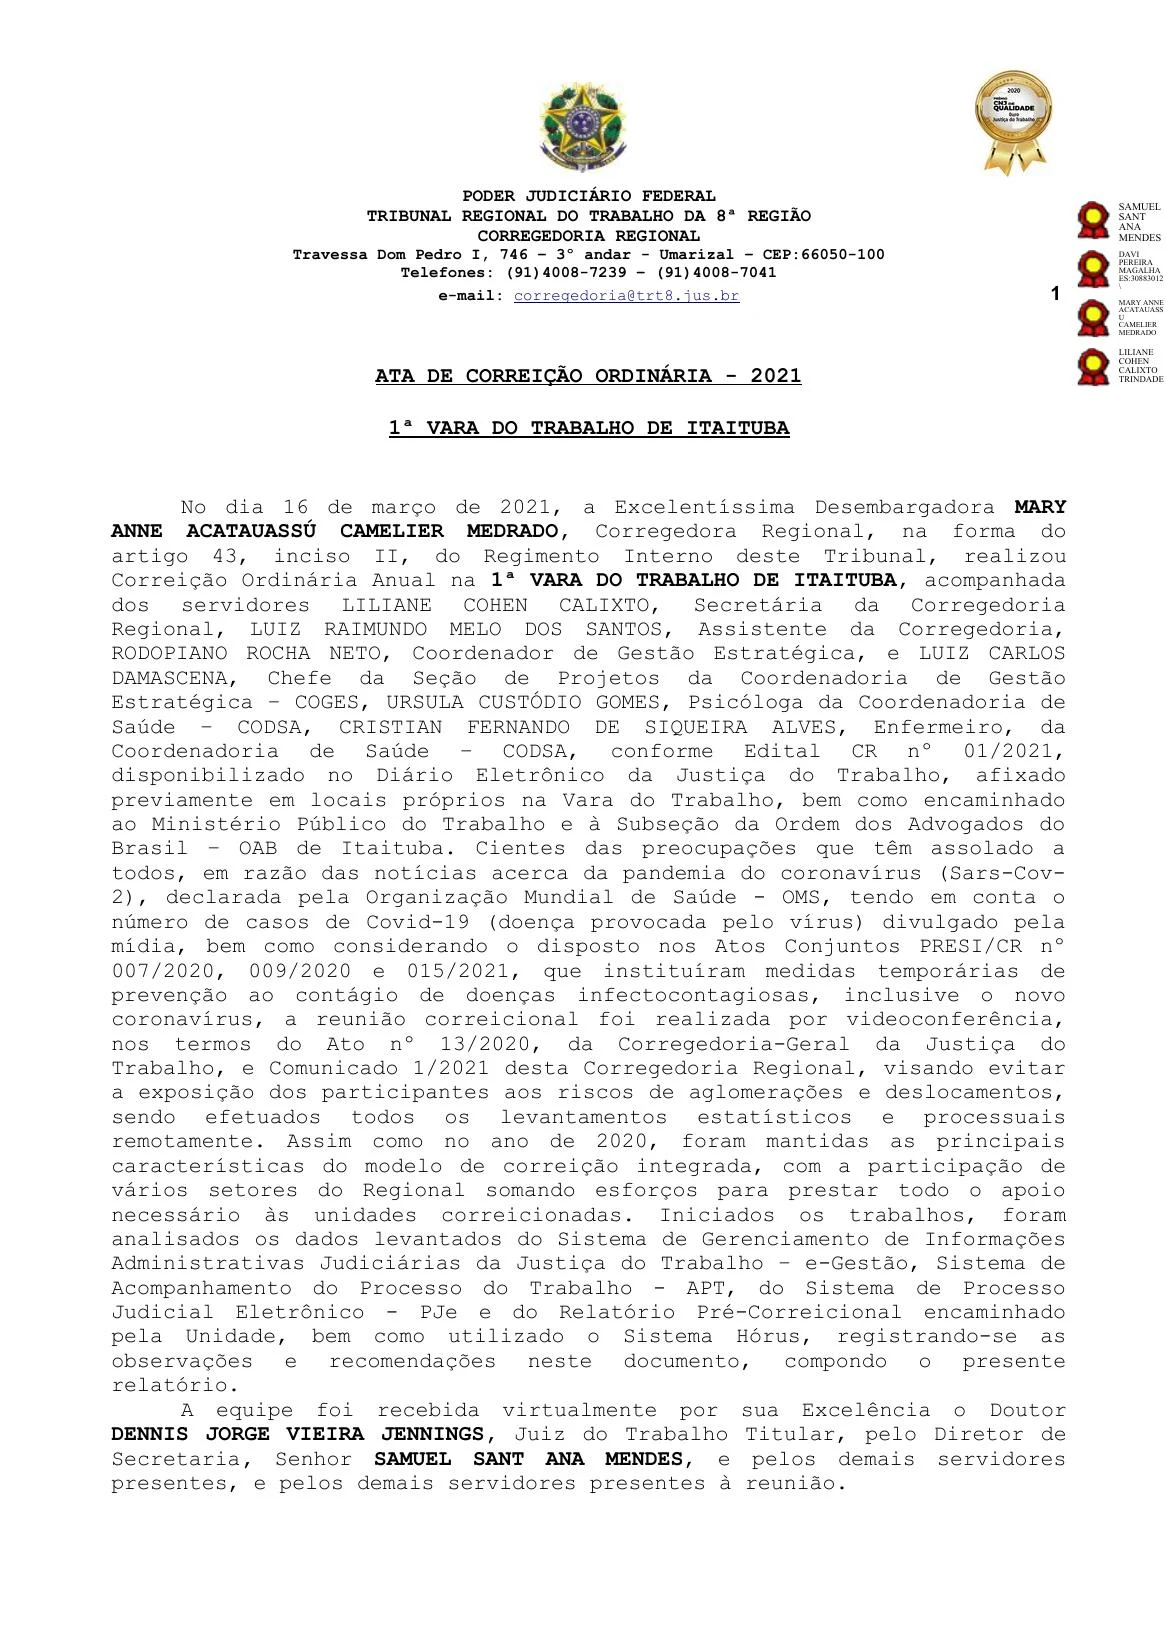 2020
PRÊMIO
CNJ DE
QUALIDADE
Ouro
Justiça do Trabalho
PODER JUDICIÁRIO FEDERAL
TRIBUNAL REGIONAL DO TRABALHO DA 8ª REGIÃO
CORREGEDORIA REGIONAL
Travessa Dom Pedro I, 746 – 3º andar - Umarizal – CEP:66050-100
Telefones: (91)4008-7239 – (91)4008-7041
e-mail: corregedoria@trt8.jus.br
1
SAMUEL
SANT
ANA
MENDES
DAVI
PEREIRA
MAGALHA
ES:30883012
\
MARY ANNE
ACATAUASS
U
CAMELIER
MEDRADO
LILIANE
COHEN
CALIXTO
TRINDADE
ATA DE CORREIÇÃO ORDINÁRIA - 2021
1ª VARA DO TRABALHO DE ITAITUBA
No dia 16 de março de 2021, a Excelentíssima Desembargadora MARY
ANNE ACATAUASSÚ CAMELIER MEDRADO, Corregedora Regional, na forma do
artigo 43, inciso II, do Regimento Interno deste Tribunal, realizou
Correição Ordinária Anual na 1ª VARA DO TRABALHO DE ITAITUBA, acompanhada
dos servidores LILIANE COHEN CALIXTO, Secretária da Corregedoria
Regional, LUIZ RAIMUNDO MELO DOS SANTOS, Assistente da Corregedoria,
RODOPIANO ROCHA NETO, Coordenador de Gestão Estratégica, e LUIZ CARLOS
DAMASCENA, Chefe da Seção de Projetos da Coordenadoria de Gestão
Estratégica – COGES, URSULA CUSTÓDIO GOMES, Psicóloga da Coordenadoria de
Saúde – CODSA, CRISTIAN FERNANDO DE SIQUEIRA ALVES, Enfermeiro, da
Coordenadoria de Saúde – CODSA, conforme Edital CR nº 01/2021,
disponibilizado no Diário Eletrônico da Justiça do Trabalho, afixado
previamente em locais próprios na Vara do Trabalho, bem como encaminhado
ao Ministério Público do Trabalho e à Subseção da Ordem dos Advogados do
Brasil – OAB de Itaituba. Cientes das preocupações que têm assolado a
todos, em razão das notícias acerca da pandemia do coronavírus (Sars-Cov-
2), declarada pela Organização Mundial de Saúde - OMS, tendo em conta o
número de casos de Covid-19 (doença provocada pelo vírus) divulgado pela
mídia, bem como considerando o disposto nos Atos Conjuntos PRESI/CR nº
007/2020, 009/2020 e 015/2021, que instituíram medidas temporárias de
prevenção ao contágio de doenças infectocontagiosas, inclusive o novo
coronavírus, a reunião correicional foi realizada por videoconferência,
nos termos do Ato nº 13/2020, da Corregedoria-Geral da Justiça do
Trabalho, e Comunicado 1/2021 desta Corregedoria Regional, visando evitar
a exposição dos participantes aos riscos de aglomerações e deslocamentos,
sendo efetuados todos os levantamentos estatísticos e processuais
remotamente. Assim como no ano de 2020, foram mantidas as principais
características do modelo de correição integrada, com a participação de
vários setores do Regional somando esforços para prestar todo o apoio
necessário às unidades correicionadas. Iniciados os trabalhos, foram
analisados os dados levantados do Sistema de Gerenciamento de Informações
Administrativas Judiciárias da Justiça do Trabalho – e-Gestão, Sistema de
Acompanhamento do Processo do Trabalho - APT, do Sistema de Processo
Judicial Eletrônico - PJe e do Relatório Pré-Correicional encaminhado
pela Unidade, bem como utilizado o Sistema Hórus, registrando-se as
observações e recomendações neste documento, compondo o presente
relatório.
A equipe foi recebida virtualmente por sua Excelência o Doutor
DENNIS JORGE VIEIRA JENNINGS, Juiz do Trabalho Titular, pelo Diretor de
Secretaria, Senhor SAMUEL SANT ANA MENDES, e pelos demais servidores
presentes, e pelos demais servidores presentes à reunião.